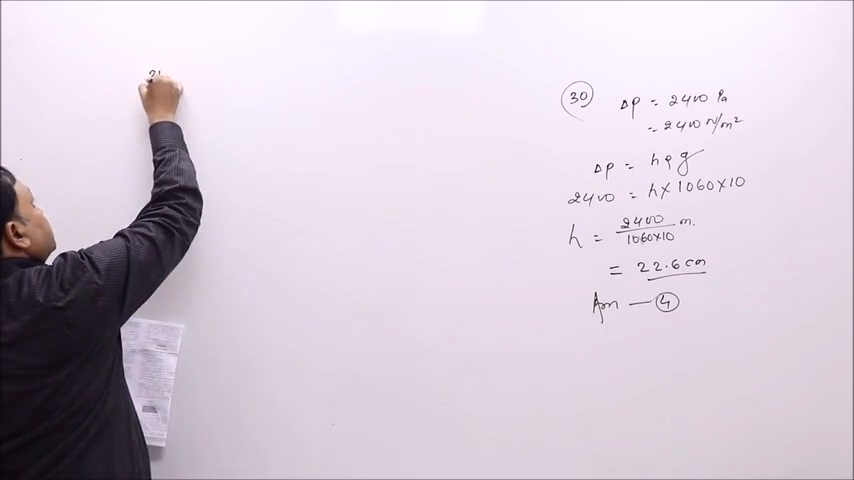 30
ΔP = 2400 Pa
= 2400 N/m²
ΔP = hρg
2400 = h×1060×10
h = 2400/1060×10 m.
= 22.6 cm
Ans — 4